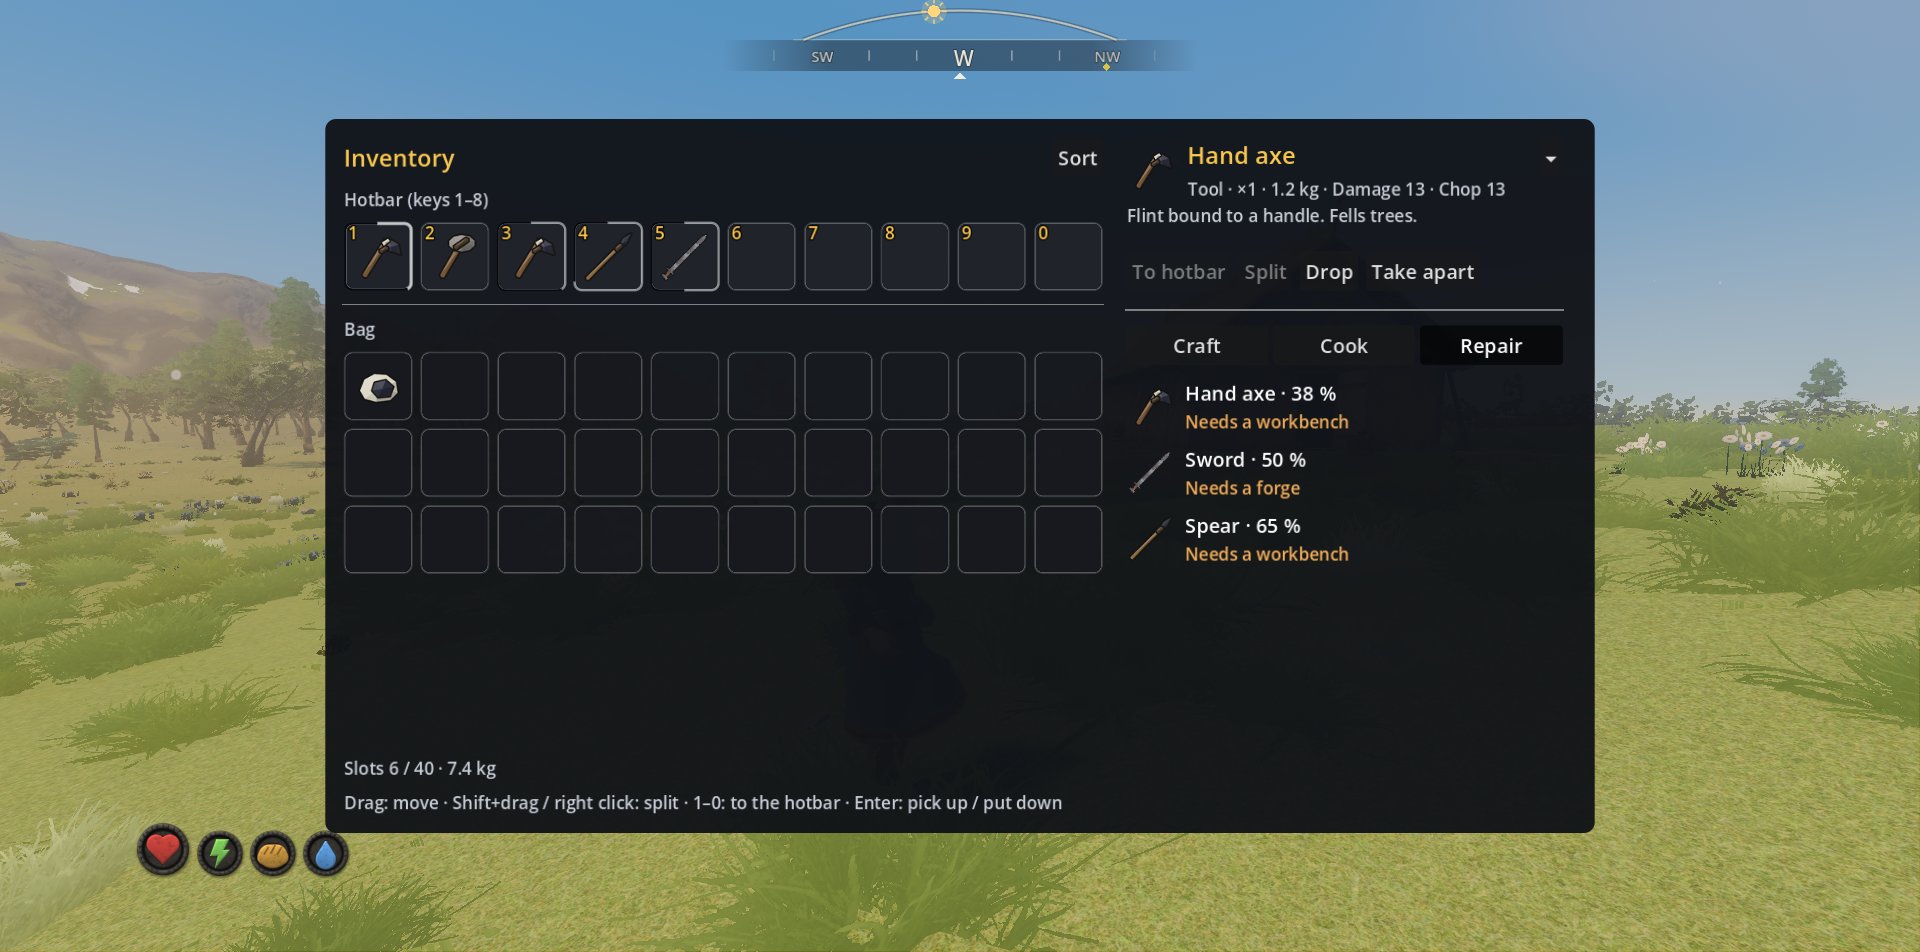 SW W NW
Inventory
Sort
Hotbar (keys 1–8)
1 2 3 4 5 6 7 8 9 0
Bag
Slots 6 / 40 · 7.4 kg
Drag: move · Shift+drag / right click: split · 1–0: to the hotbar · Enter: pick up / put down
Hand axe
Tool · ×1 · 1.2 kg · Damage 13 · Chop 13
Flint bound to a handle. Fells trees.
To hotbar Split Drop Take apart
Craft Cook Repair
Hand axe · 38 %
Needs a workbench
Sword · 50 %
Needs a forge
Spear · 65 %
Needs a workbench